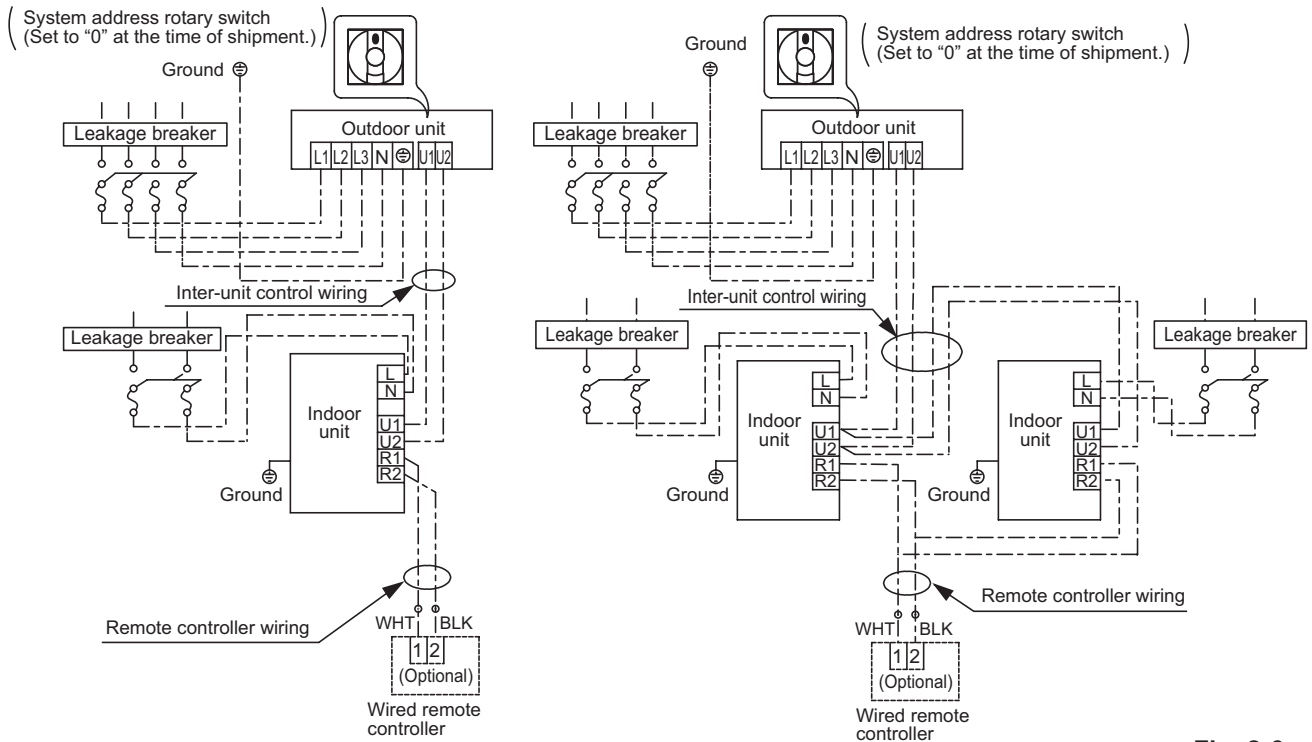 System address rotary switch
(Set to “0” at the time of shipment.)
Ground
Leakage breaker
Outdoor unit
L1 L2 L3 N U1 U2
Inter-unit control wiring
Leakage breaker
L
N
Indoor
unit
U1
U2
R1
R2
Ground
Remote controller wiring
WHT BLK
1 2
(Optional)
Wired remote
controller
System address rotary switch
(Set to “0” at the time of shipment.)
Ground
Leakage breaker
Outdoor unit
L1 L2 L3 N U1 U2
Inter-unit control wiring
Leakage breaker
L
N
Indoor
unit
U1
U2
R1
R2
Ground
Leakage breaker
L
N
Indoor
unit
U1
U2
R1
R2
Ground
Remote controller wiring
WHT BLK
1 2
(Optional)
Wired remote
controller